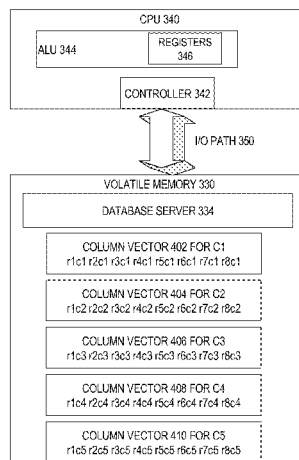 CPU 340
ALU 344
REGISTERS
346
CONTROLLER 342
I/O PATH 350
VOLATILE MEMORY 330
DATABASE SERVER 334
COLUMN VECTOR 402 FOR C1
r1c1 r2c1 r3c1 r4c1 r5c1 r6c1 r7c1 r8c1
COLUMN VECTOR 404 FOR C2
r1c2 r2c2 r3c2 r4c2 r5c2 r6c2 r7c2 r8c2
COLUMN VECTOR 406 FOR C3
r1c3 r2c3 r3c3 r4c3 r5c3 r6c3 r7c3 r8c3
COLUMN VECTOR 408 FOR C4
r1c4 r2c4 r3c4 r4c4 r5c4 r6c4 r7c4 r8c4
COLUMN VECTOR 410 FOR C5
r1c5 r2c5 r3c5 r4c5 r5c5 r6c5 r7c5 r8c5